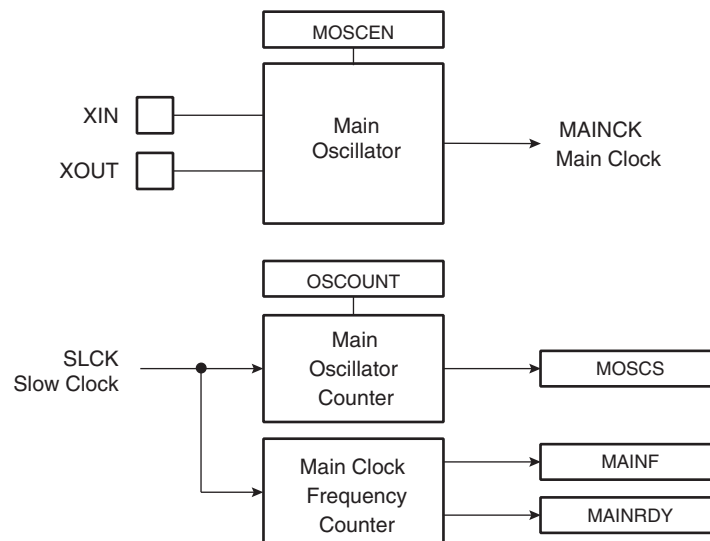 MOSCEN
XIN
XOUT
Main
Oscillator
MAINCK
Main Clock
OSCOUNT
SLCK
Slow Clock
Main
Oscillator
Counter
MOSCS
Main Clock
Frequency
Counter
MAINF
MAINRDY